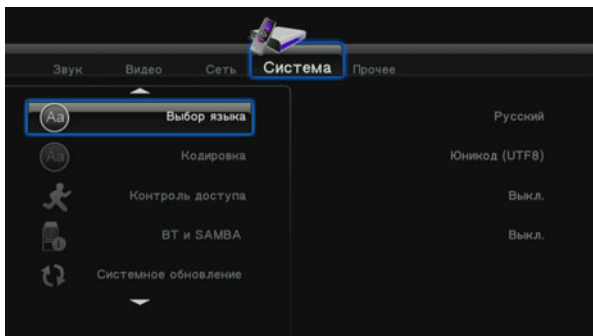 Звук Видео Сеть Система Прочее
Aa Выбор языка Русский
Aa Кодировка Юникод (UTF8)
Контроль доступа Выкл.
BT и SAMBA Выкл.
Системное обновление